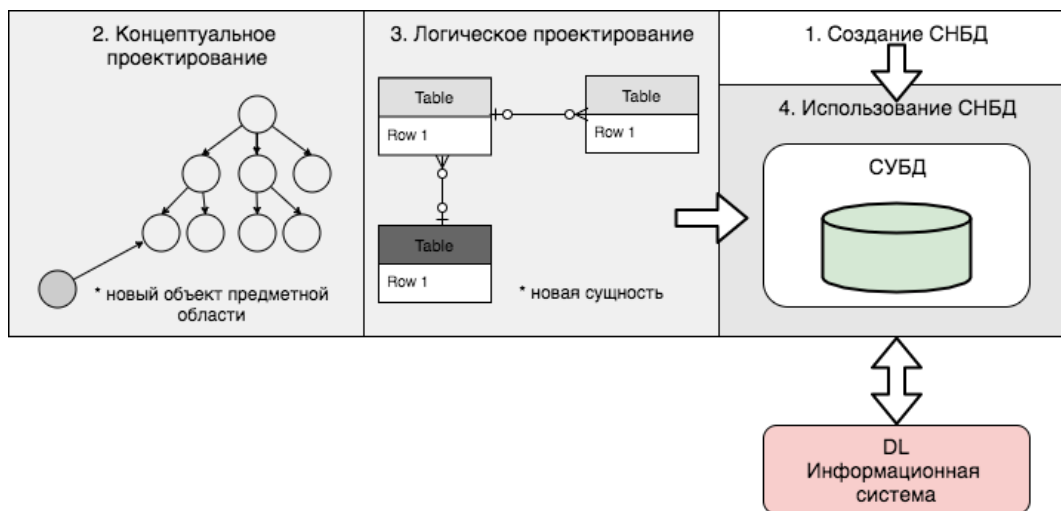 2. Концептуальное
проектирование
* новый объект предметной
области
3. Логическое проектирование
Table
Row 1
Table
Row 1
Table
Row 1
* новая сущность
1. Создание СНБД
4. Использование СНБД
СУБД
DL
Информационная
система